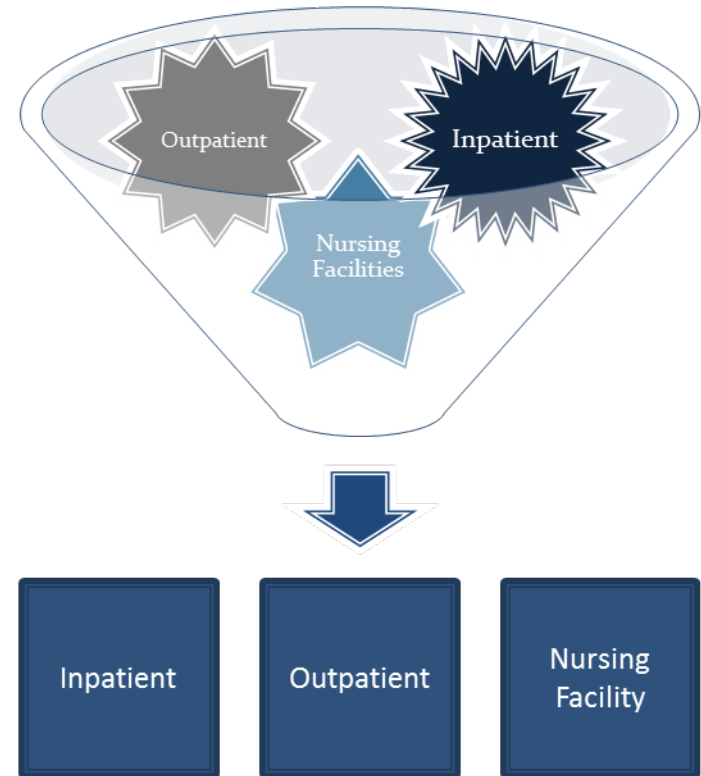 Outpatient
Inpatient
Nursing
Facilities
Inpatient
Outpatient
Nursing
Facility